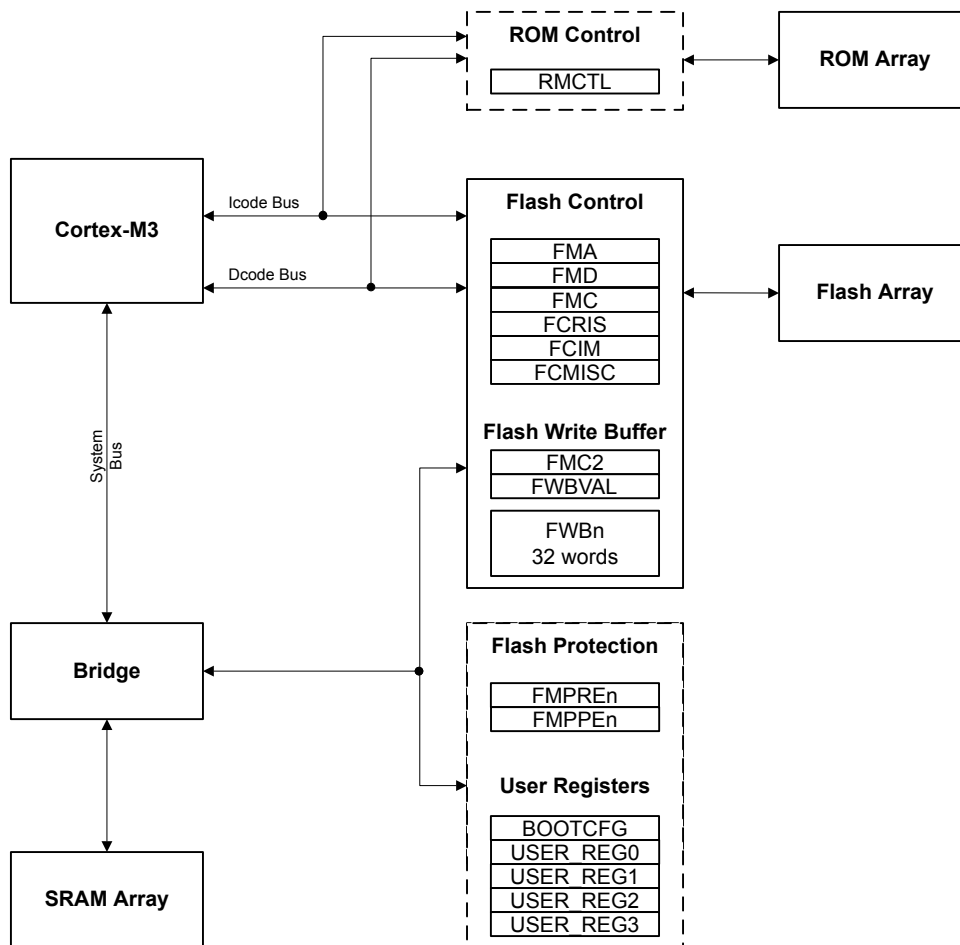 ROM Control
RMCTL
ROM Array
Cortex-M3
Icode Bus
Dcode Bus
Flash Control
FMA
FMD
FMC
FCRIS
FCIM
FCMISC
Flash Array
System
Bus
Flash Write Buffer
FMC2
FWBVAL
FWBn
32 words
Bridge
Flash Protection
FMPREn
FMPPEn
User Registers
BOOTCFG
USER_REG0
USER_REG1
USER_REG2
USER_REG3
SRAM Array